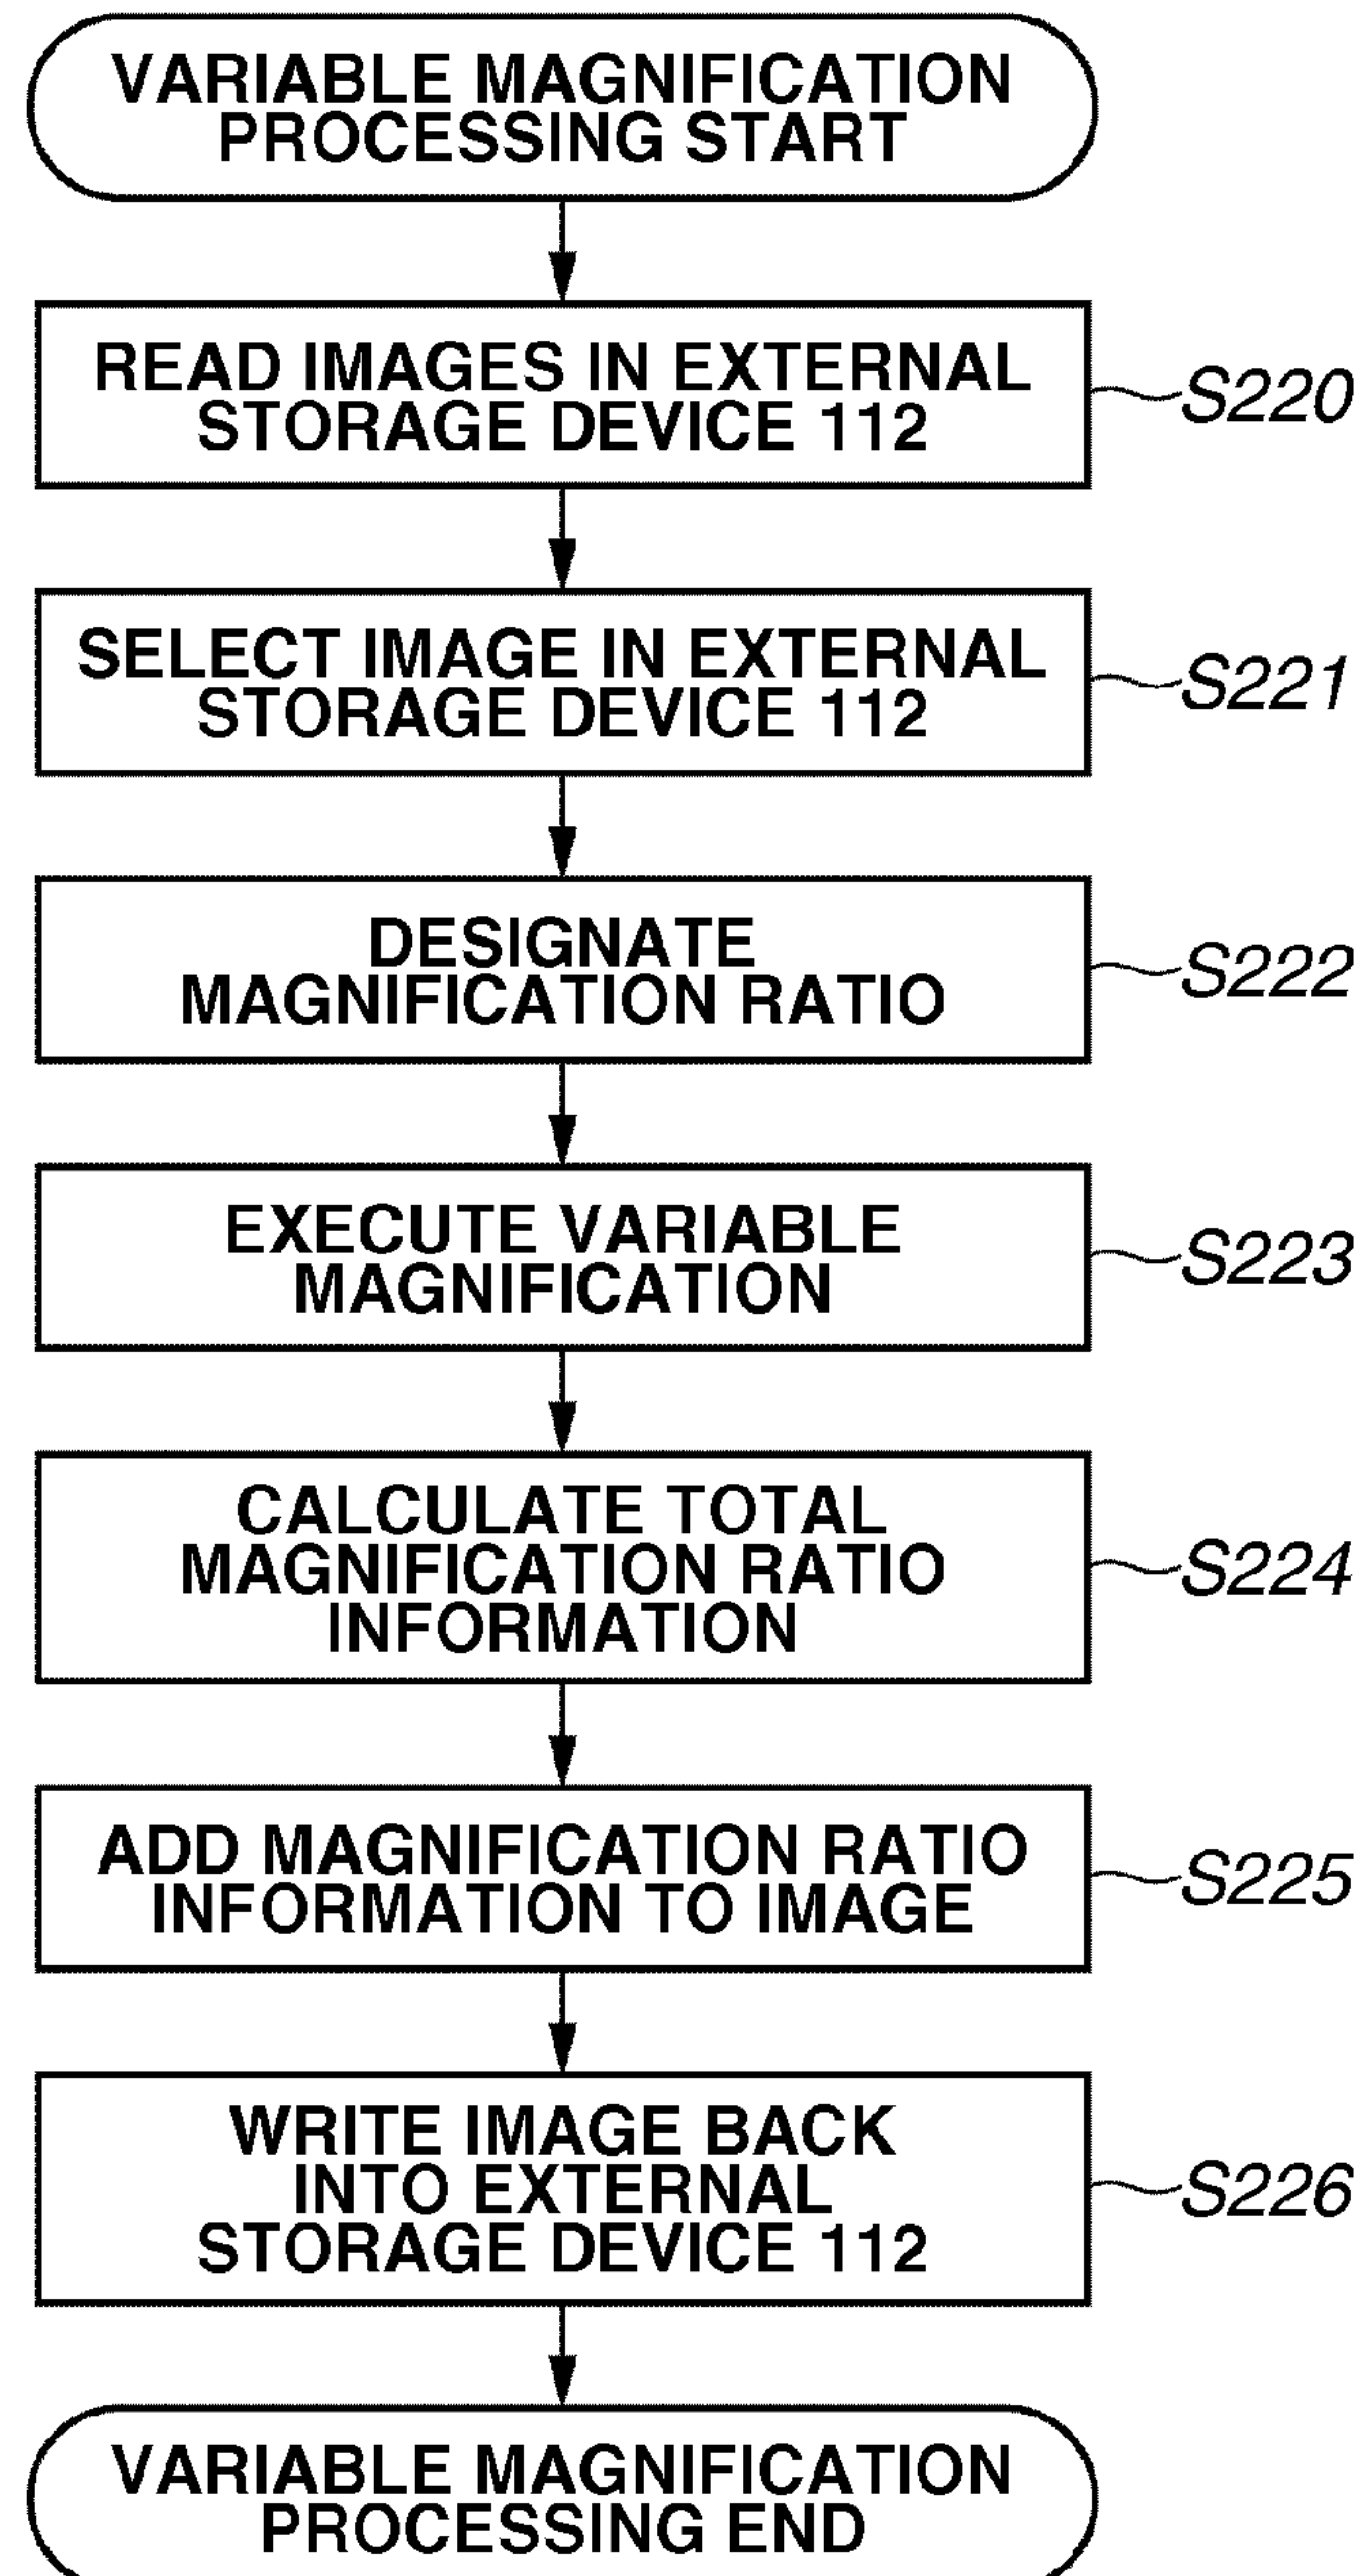 VARIABLE MAGNIFICATION
PROCESSING START
READ IMAGES IN EXTERNAL
STORAGE DEVICE 112
S220
SELECT IMAGE IN EXTERNAL
STORAGE DEVICE 112
S221
DESIGNATE
MAGNIFICATION RATIO
S222
EXECUTE VARIABLE
MAGNIFICATION
S223
CALCULATE TOTAL
MAGNIFICATION RATIO
INFORMATION
S224
ADD MAGNIFICATION RATIO
INFORMATION TO IMAGE
S225
WRITE IMAGE BACK
INTO EXTERNAL
STORAGE DEVICE 112
S226
VARIABLE MAGNIFICATION
PROCESSING END